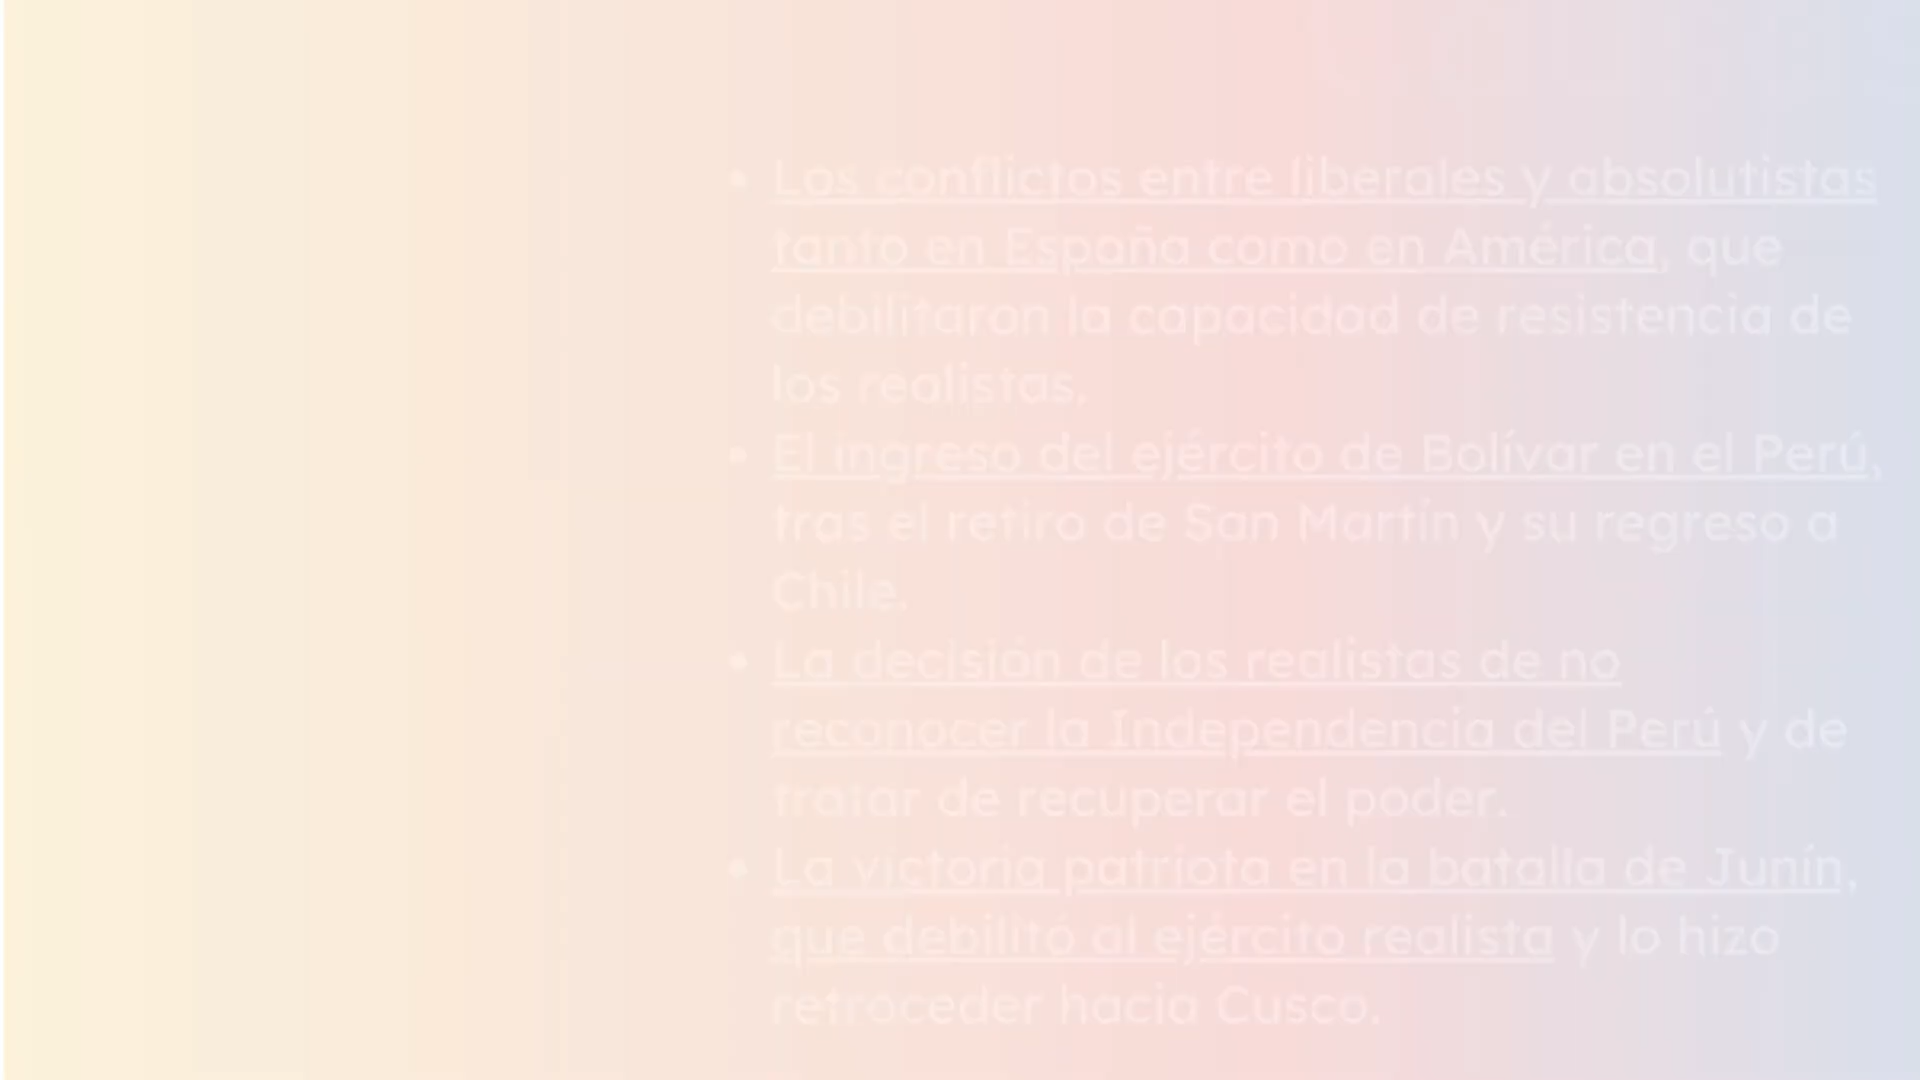 • Los conflictos entre liberales y absolutistas
tanto en España como en América, que
debilitaron la capacidad de resistencia de
los realistas.
• El ingreso del ejército de Bolívar en el Perú,
tras el retiro de San Martín y su regreso a
Chile.
• La decisión de los realistas de no
reconocer la Independencia del Perú y de
tratar de recuperar el poder.
• La victoria patriota en la batalla de Junín,
que debilitó al ejército realista y lo hizo
retroceder hacia Cusco.